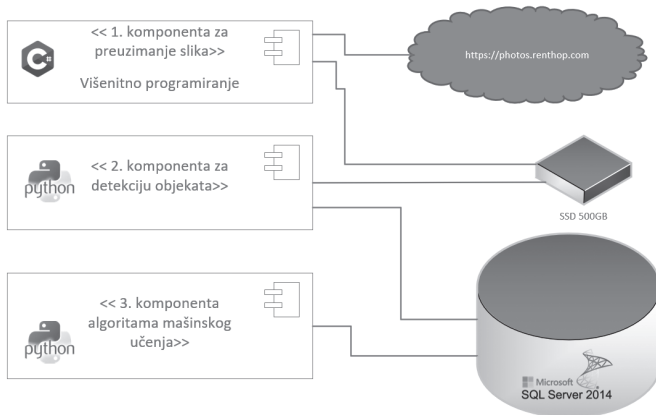 << 1. komponenta za
preuzimanje slika>>
Višenitno programiranje
C#
https://photos.renthop.com
<< 2. komponenta za
detekciju objekata>>
python
SSD 500GB
<< 3. komponenta
algoritama mašinskog
učenja>>
python
Microsoft
SQL Server 2014